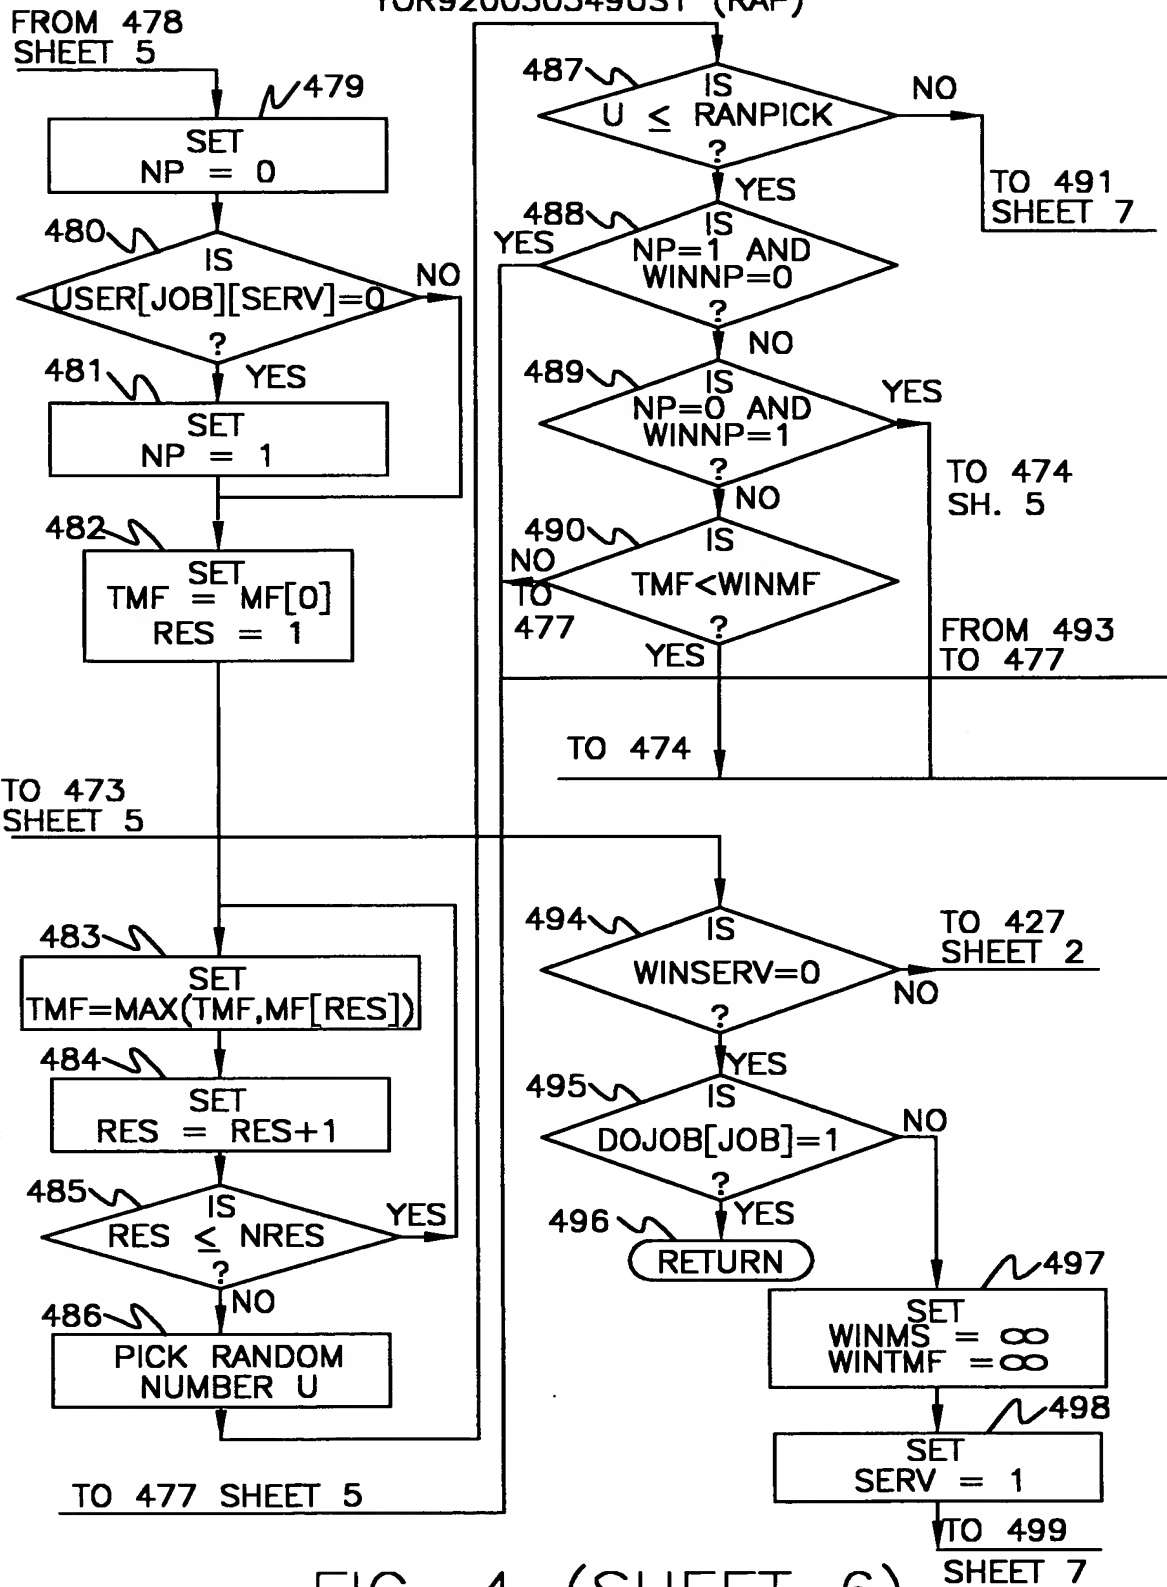 YOR920030349US1 (RAP)
FROM 478
SHEET 5
479
SET
NP = 0
480
IS
USER[JOB][SERV]=0
?
NO
YES
481
SET
NP = 1
482
SET
TMF = MF[0]
RES = 1
TO 473
SHEET 5
483
SET
TMF=MAX(TMF,MF[RES])
484
SET
RES = RES+1
485
IS
RES ≤ NRES
?
YES
NO
486
PICK RANDOM
NUMBER U
TO 477 SHEET 5
487
IS
U ≤ RANPICK
?
NO
YES
TO 491
SHEET 7
488
IS
NP=1 AND
WINNP=0
?
YES
NO
489
IS
NP=0 AND
WINNP=1
?
YES
NO
TO 474
SH. 5
490
IS
TMF<WINMF
?
NO
TO
477
YES
FROM 493
TO 477
TO 474
494
IS
WINSERV=0
?
TO 427
SHEET 2
NO
YES
495
IS
DOJOB[JOB]=1
?
NO
YES
496
RETURN
497
SET
WINMS = ∞
WINTMF =∞
498
SET
SERV = 1
TO 499
SHEET 7
FIG. 4 (SHEET 6)